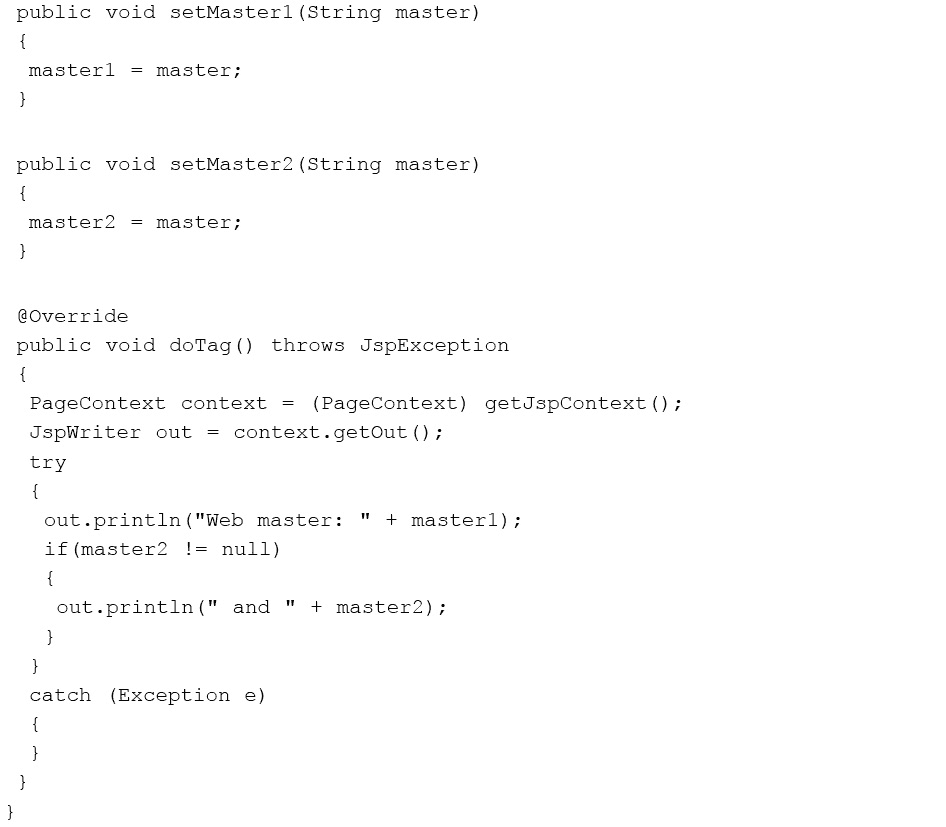 public void setMaster1(String master)
{
master1 = master;
}
public void setMaster2(String master)
{
master2 = master;
}
@Override
public void doTag() throws JspException
{
PageContext context = (PageContext) getJspContext();
JspWriter out = context.getOut();
try
{
out.println("Web master: " + master1);
if(master2 != null)
{
out.println(" and " + master2);
}
}
catch (Exception e)
{
}
}
}